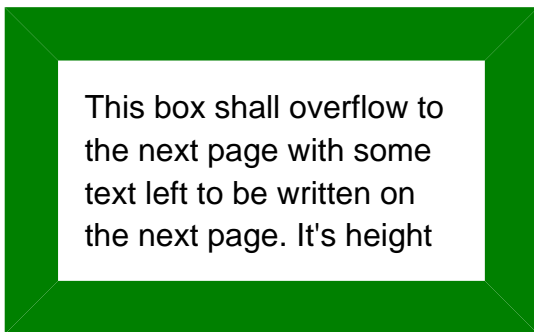 This box shall overflow to
the next page with some
text left to be written on
the next page. It's height